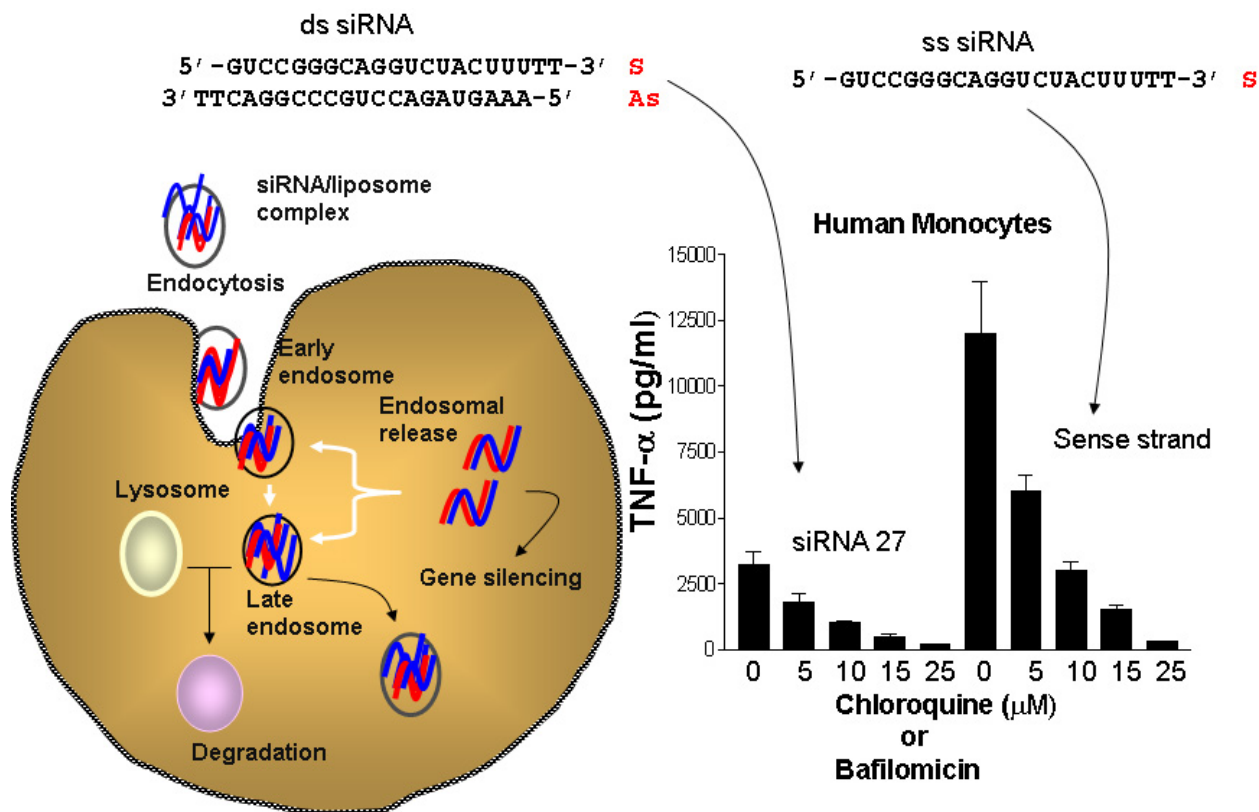 ds siRNA
5′-GUCCGGGCAGGUCUACUUUTT-3′ S
3′TTCAGGCCCGUCCAGAUGAAA-5′ As
ss siRNA
5′-GUCCGGGCAGGUCUACUUUTT-3′ S
siRNA/liposome
complex
Endocytosis
Early
endosome
Endosomal
release
Lysosome
Gene silencing
Late
endosome
Degradation
Human Monocytes
TNF-α (pg/ml)
15000
12500
10000
7500
5000
2500
0
Sense strand
siRNA 27
0 5 10 15 25 0 5 10 15 25
Chloroquine (μM)
or
Bafilomicin